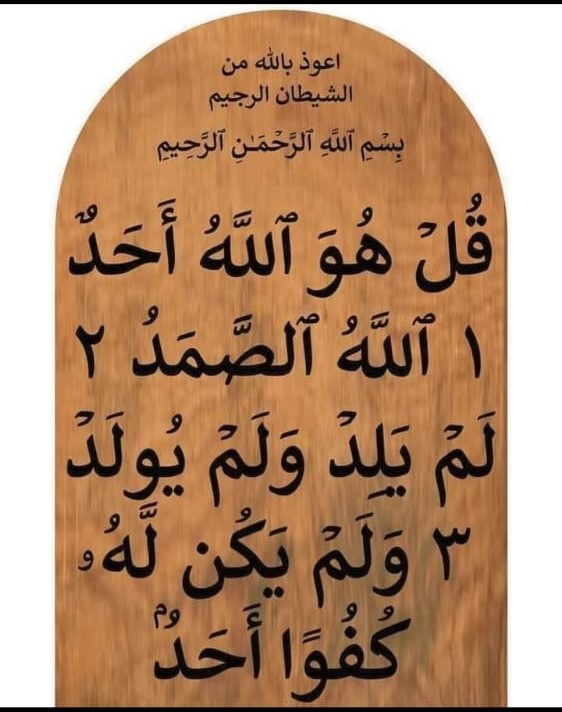 اعوذ بالله من
الشيطان الرجيم
بِسْمِ ٱللَّهِ ٱلرَّحْمَـٰنِ ٱلرَّحِيمِ
قُلْ هُوَ ٱللَّهُ أَحَدٌ
١ ٱللَّهُ ٱلصَّمَدُ ٢
لَمْ يَلِدْ وَلَمْ يُولَدْ
٣ وَلَمْ يَكُن لَّهُۥ
كُفُوًا أَحَدٌۢ